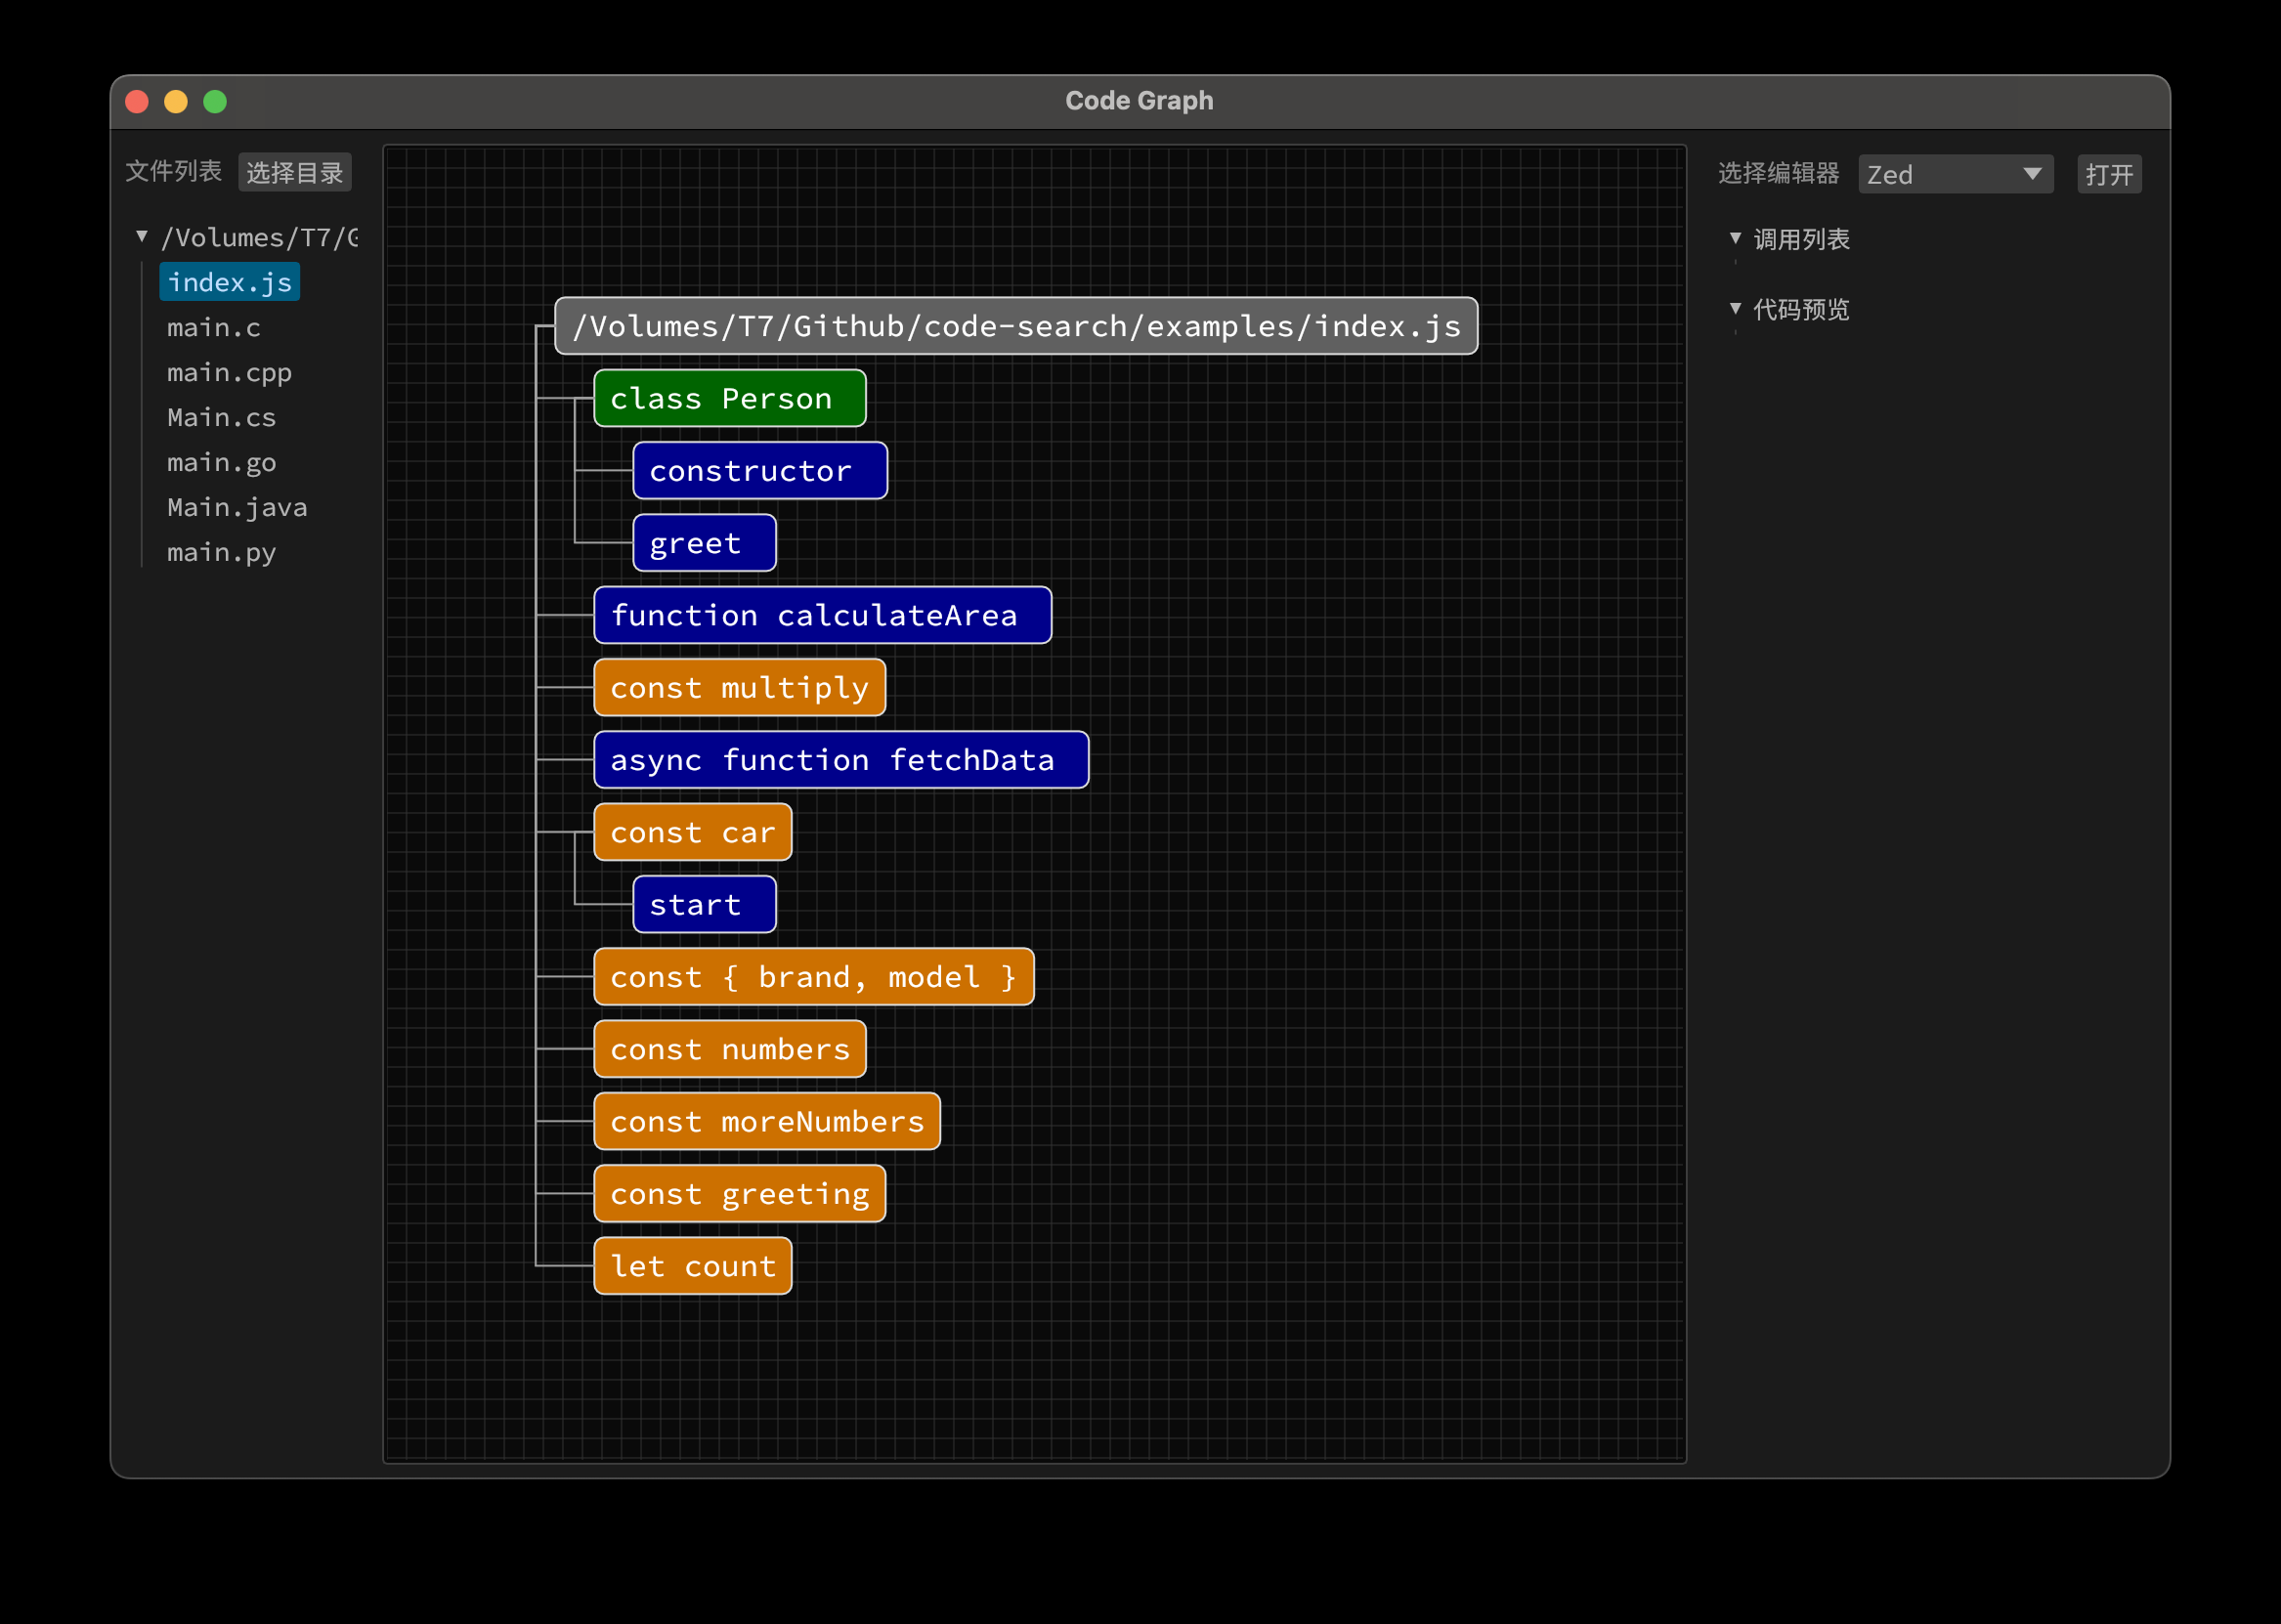 Code Graph
文件列表 选择目录
/Volumes/T7/G
index.js
main.c
main.cpp
Main.cs
main.go
Main.java
main.py
/Volumes/T7/Github/code-search/examples/index.js
class Person
constructor
greet
function calculateArea
const multiply
async function fetchData
const car
start
const { brand, model }
const numbers
const moreNumbers
const greeting
let count
选择编辑器 Zed 打开
调用列表
代码预览